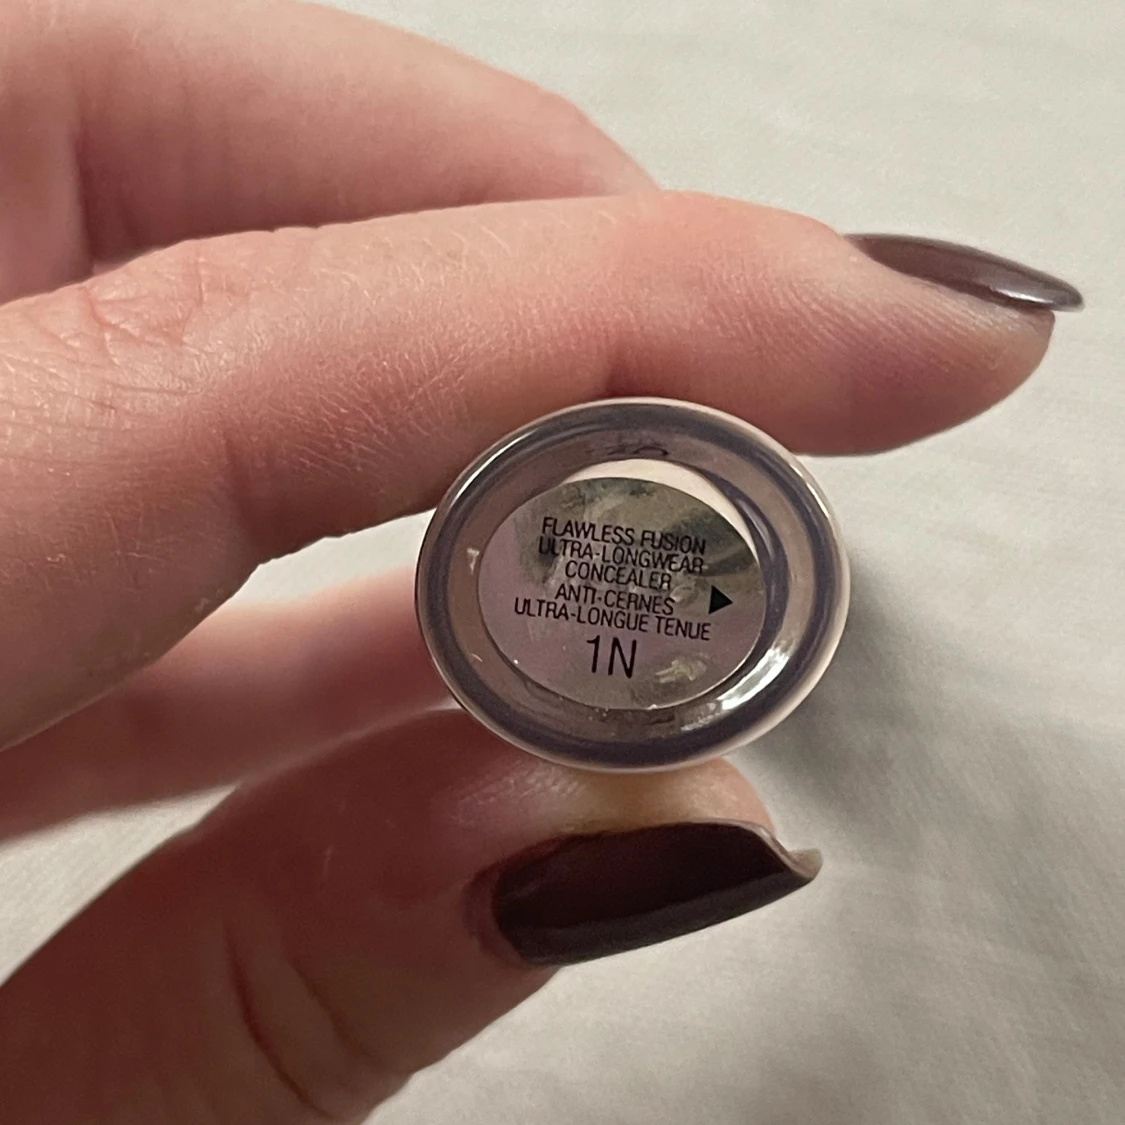 FLAWLESS FUSION
ULTRA-LONGWEAR
CONCEALER
ANTI-CERNES
ULTRA-LONGUE TENUE
1N